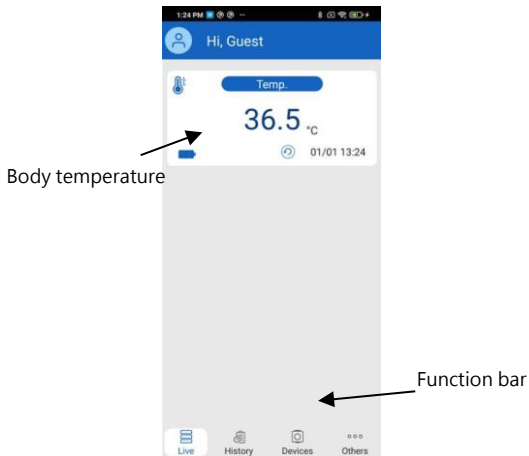 1:24 PM
Hi, Guest
Temp.
36.5 °C
01/01 13:24
Body temperature
Function bar
Live History Devices Others